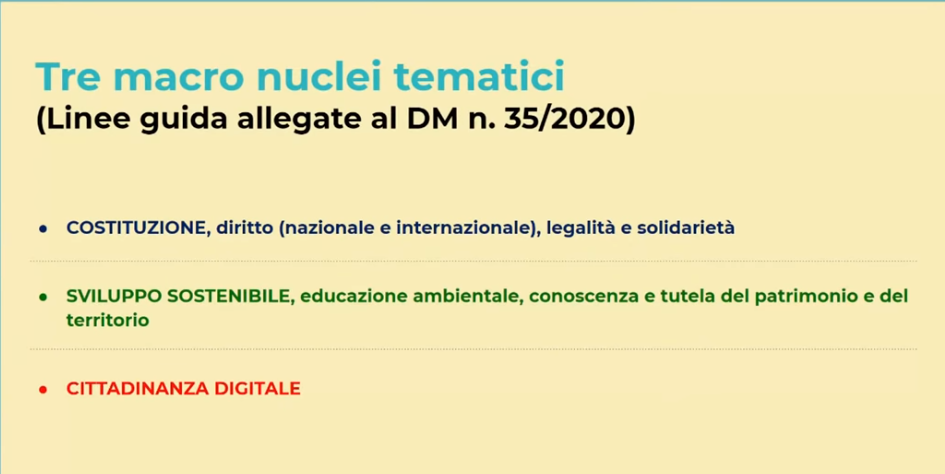 Tre macro nuclei tematici
(Linee guida allegate al DM n. 35/2020)
• COSTITUZIONE, diritto (nazionale e internazionale), legalità e solidarietà
• SVILUPPO SOSTENIBILE, educazione ambientale, conoscenza e tutela del patrimonio e del
territorio
• CITTADINANZA DIGITALE